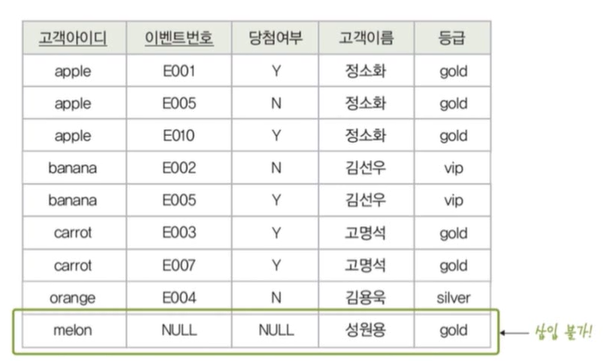 고객아이디 이벤트번호 당첨여부 고객이름 등급
apple E001 Y 정소화 gold
apple E005 N 정소화 gold
apple E010 Y 정소화 gold
banana E002 N 김선우 vip
banana E005 Y 김선우 vip
carrot E003 Y 고명석 gold
carrot E007 Y 고명석 gold
orange E004 N 김용욱 silver
melon NULL NULL 성원용 gold
삽입 불가!